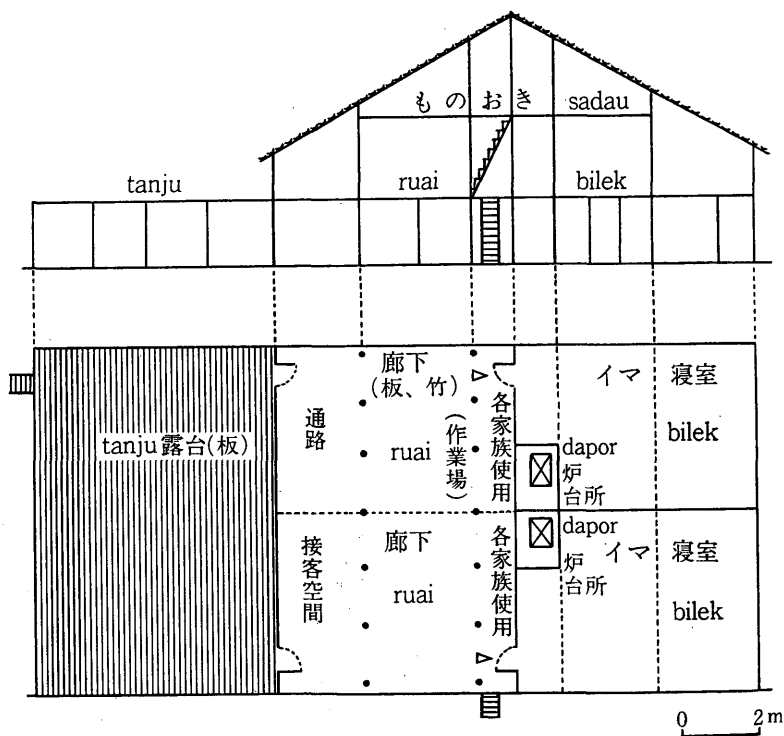 ものおき sadau
tanju ruai bilek
廊下
(板、竹)
イマ 寝室
通路
ruai
(作業場)
各家族使用
bilek
tanju露台(板)
dapor
炉
台所
接客空間
廊下
ruai
各家族使用
dapor
炉
台所
イマ 寝室
bilek
0 2m